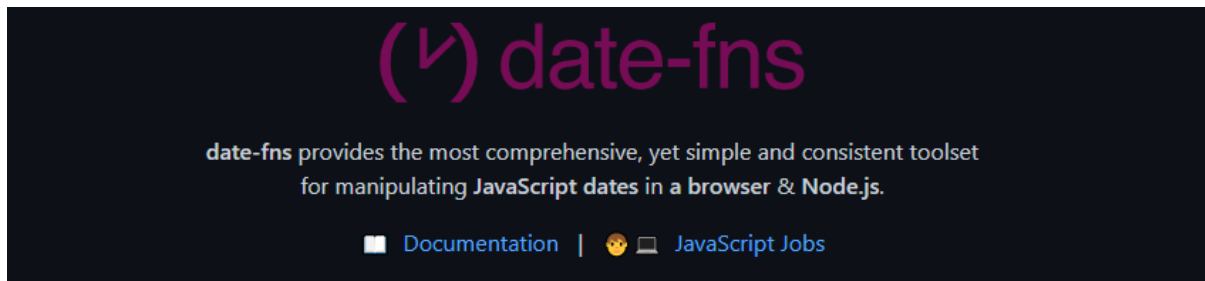 date-fns
date-fns provides the most comprehensive, yet simple and consistent toolset
for manipulating JavaScript dates in a browser & Node.js.
📖 Documentation | 🧑‍💻 JavaScript Jobs